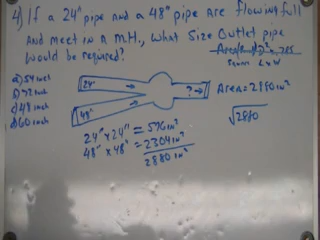 4) If a 24" pipe and a 48" pipe are flowing full
and meet in a M.H., what size outlet pipe
would be required?
a) 54 inch
b) 72 inch
c) 48 inch
d) 60 inch
24"
48"
?
Area = 2880 in²
√2880
24" x 24" = 576 in²
48" x 48" = 2304 in²
2880 in²